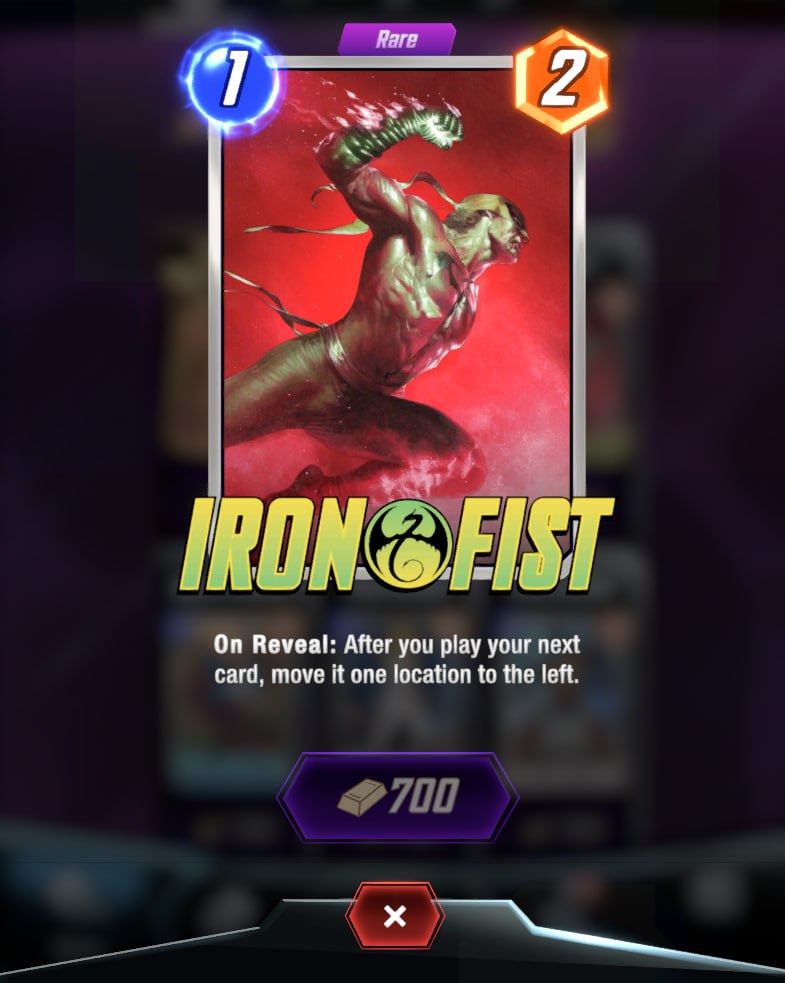 Rare
1
2
IRON FIST
On Reveal: After you play your next
card, move it one location to the left.
700